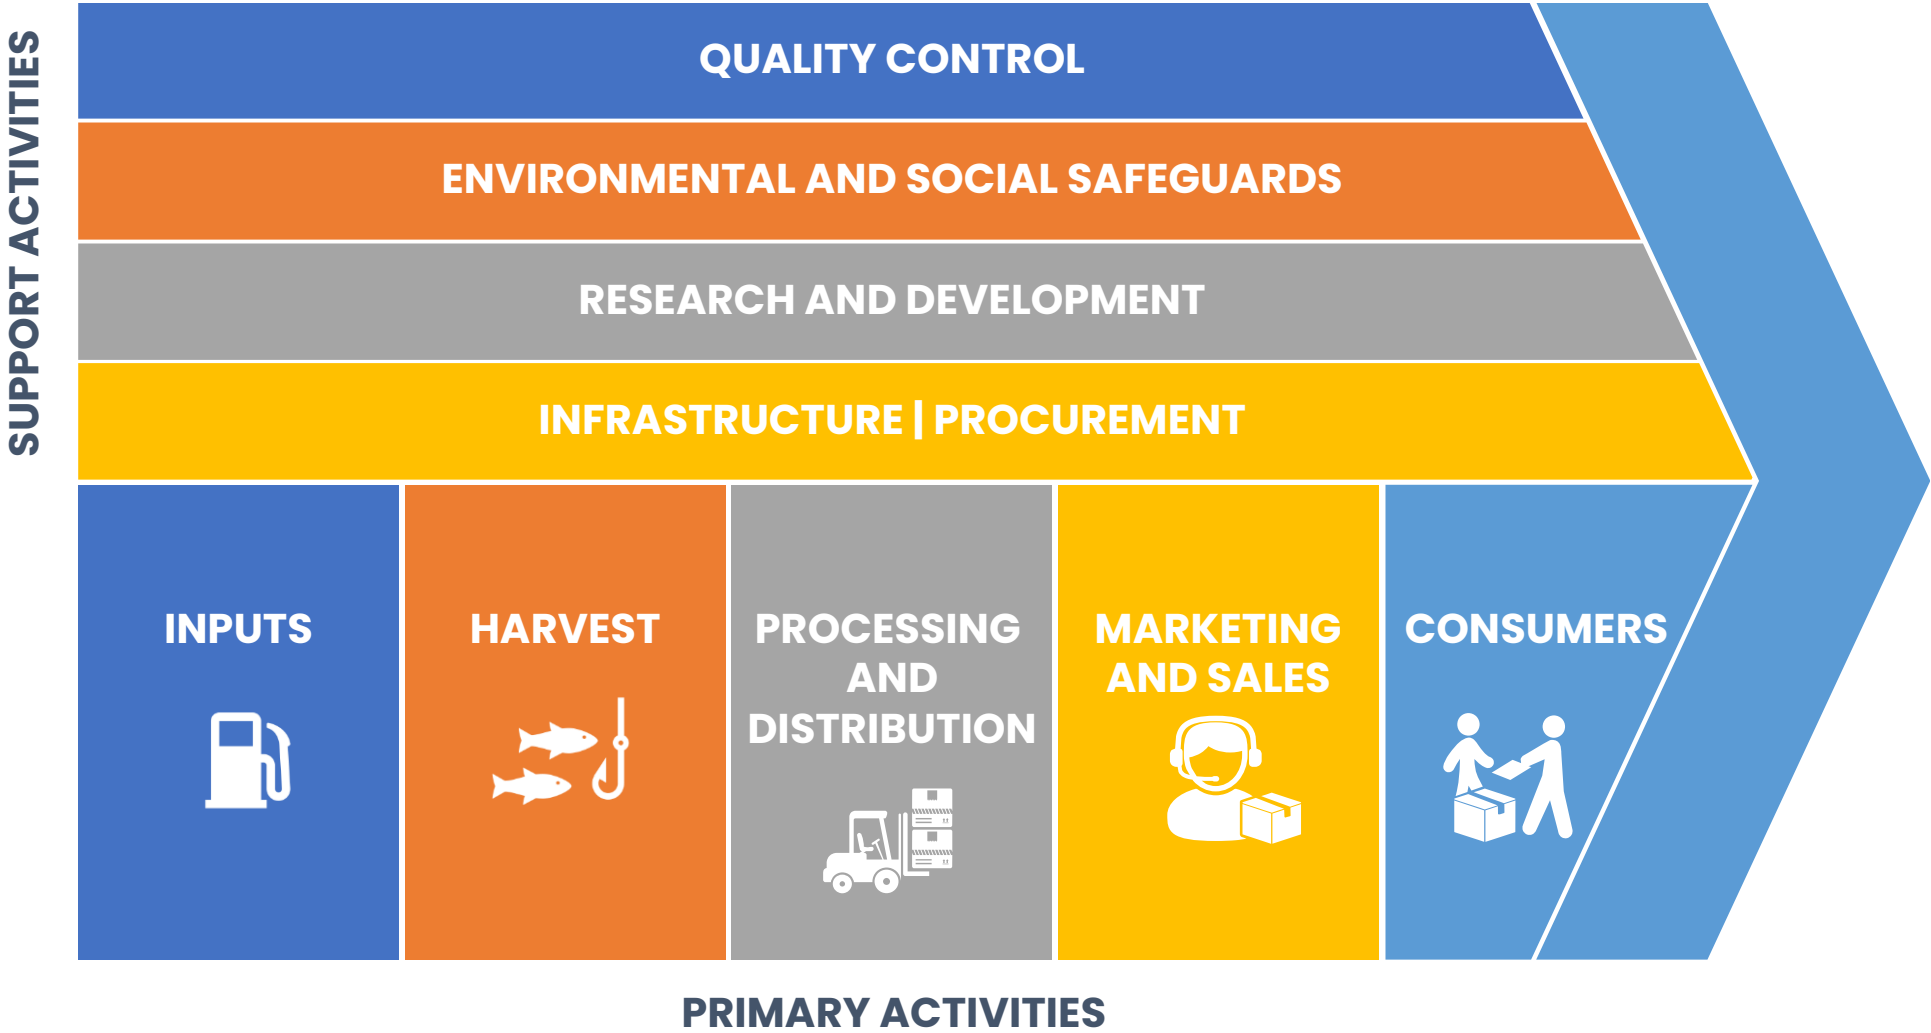 SUPPORT ACTIVITIES
QUALITY CONTROL
ENVIRONMENTAL AND SOCIAL SAFEGUARDS
RESEARCH AND DEVELOPMENT
INFRASTRUCTURE | PROCUREMENT
INPUTS
HARVEST
PROCESSING
AND
DISTRIBUTION
MARKETING
AND SALES
CONSUMERS
PRIMARY ACTIVITIES